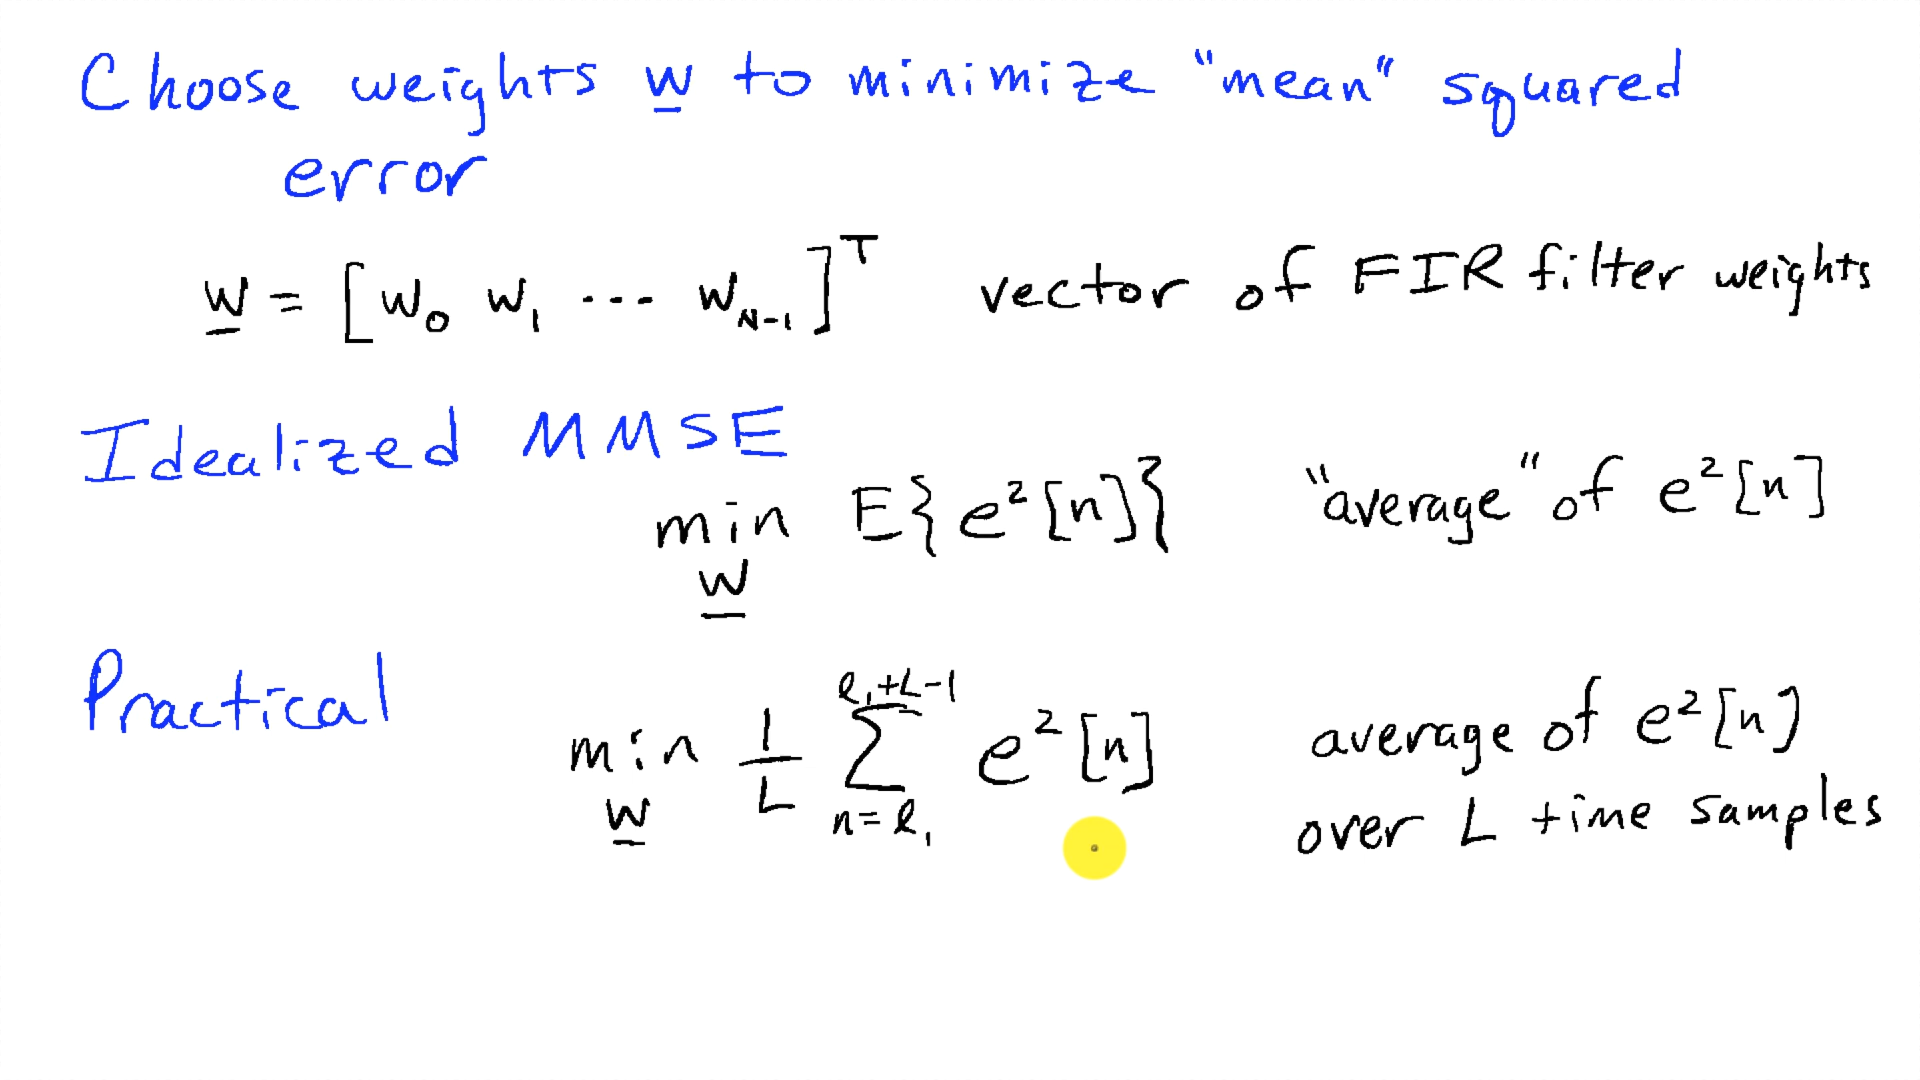 Choose weights w to minimize "mean" squared
error
w = [w₀ w₁ ... w_{N-1}]^T vector of FIR filter weights
Idealized MMSE
min E{e²[n]} "average" of e²[n]
w
Practical
min 1/L ∑_{n=ℓ₁}^{ℓ₁+L-1} e²[n] average of e²[n]
w over L time samples